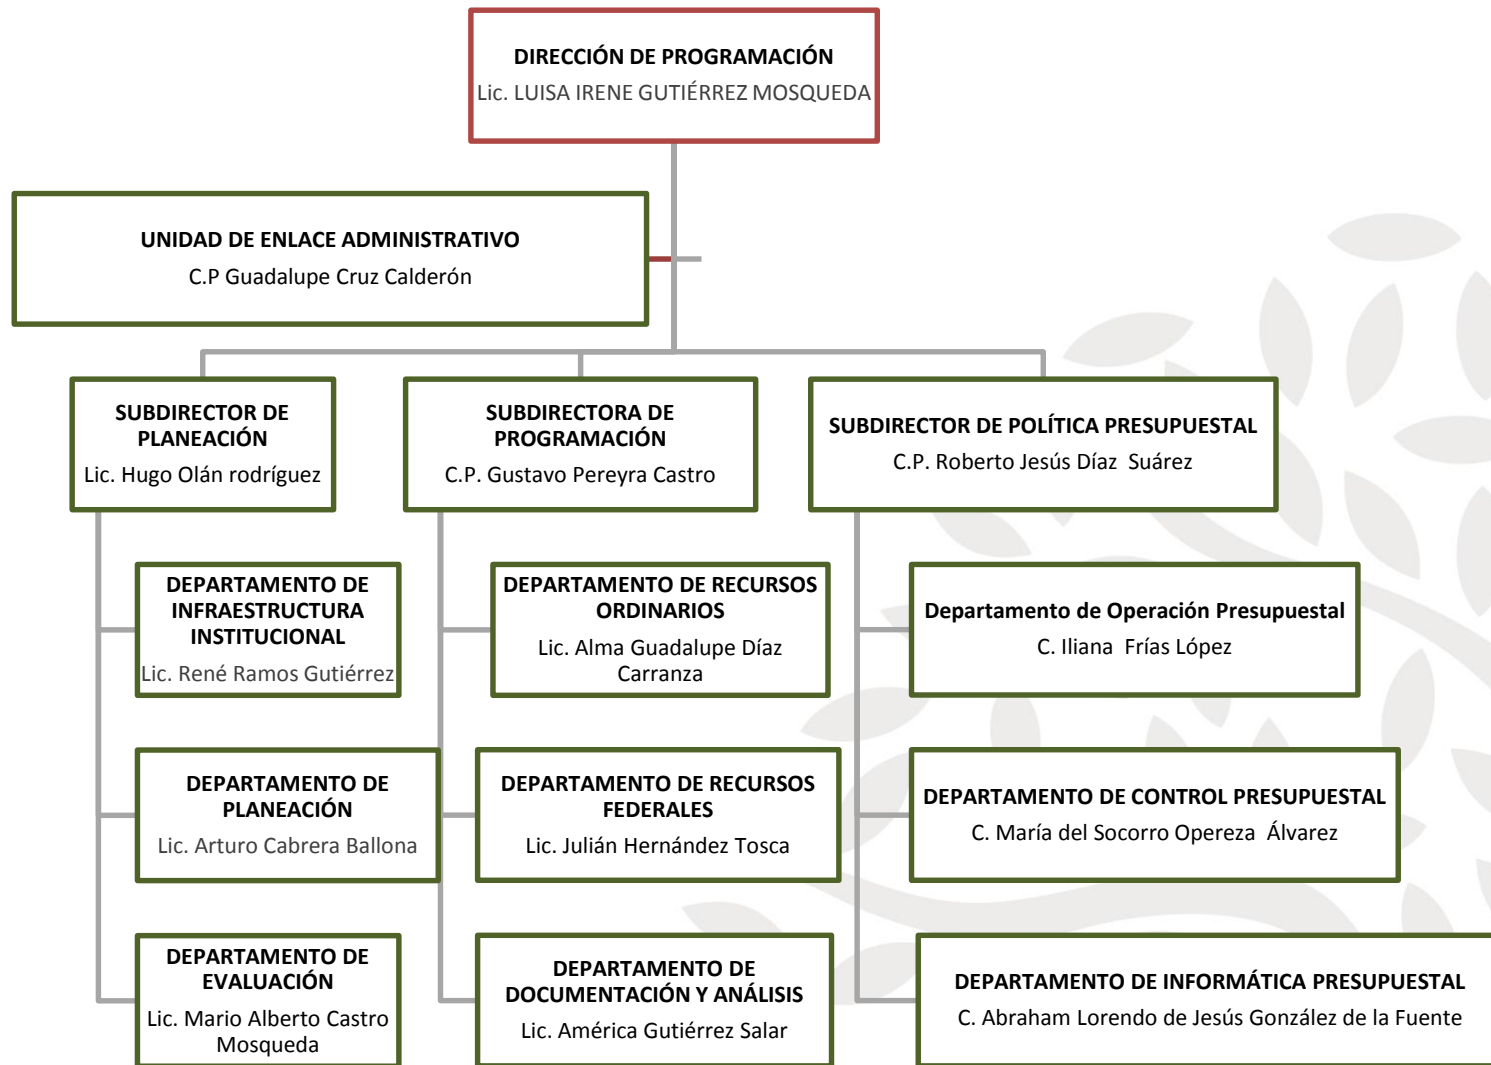 DIRECCIÓN DE PROGRAMACIÓN
Lic. LUISA IRENE GUTIÉRREZ MOSQUEDA
UNIDAD DE ENLACE ADMINISTRATIVO
C.P Guadalupe Cruz Calderón
SUBDIRECTOR DE
PLANEACIÓN
Lic. Hugo Olán rodríguez
SUBDIRECTORA DE
PROGRAMACIÓN
C.P. Gustavo Pereyra Castro
SUBDIRECTOR DE POLÍTICA PRESUPUESTAL
C.P. Roberto Jesús Díaz  Suárez
DEPARTAMENTO DE
INFRAESTRUCTURA
INSTITUCIONAL
Lic. René Ramos Gutiérrez
DEPARTAMENTO DE RECURSOS
ORDINARIOS
Lic. Alma Guadalupe Díaz
Carranza
Departamento de Operación Presupuestal
C. Iliana  Frías López
DEPARTAMENTO DE
PLANEACIÓN
Lic. Arturo Cabrera Ballona
DEPARTAMENTO DE RECURSOS
FEDERALES
Lic. Julián Hernández Tosca
DEPARTAMENTO DE CONTROL PRESUPUESTAL
C. María del Socorro Opereza  Álvarez
DEPARTAMENTO DE
EVALUACIÓN
Lic. Mario Alberto Castro
Mosqueda
DEPARTAMENTO DE
DOCUMENTACIÓN Y ANÁLISIS
Lic. América Gutiérrez Salar
DEPARTAMENTO DE INFORMÁTICA PRESUPUESTAL
C. Abraham Lorendo de Jesús González de la Fuente